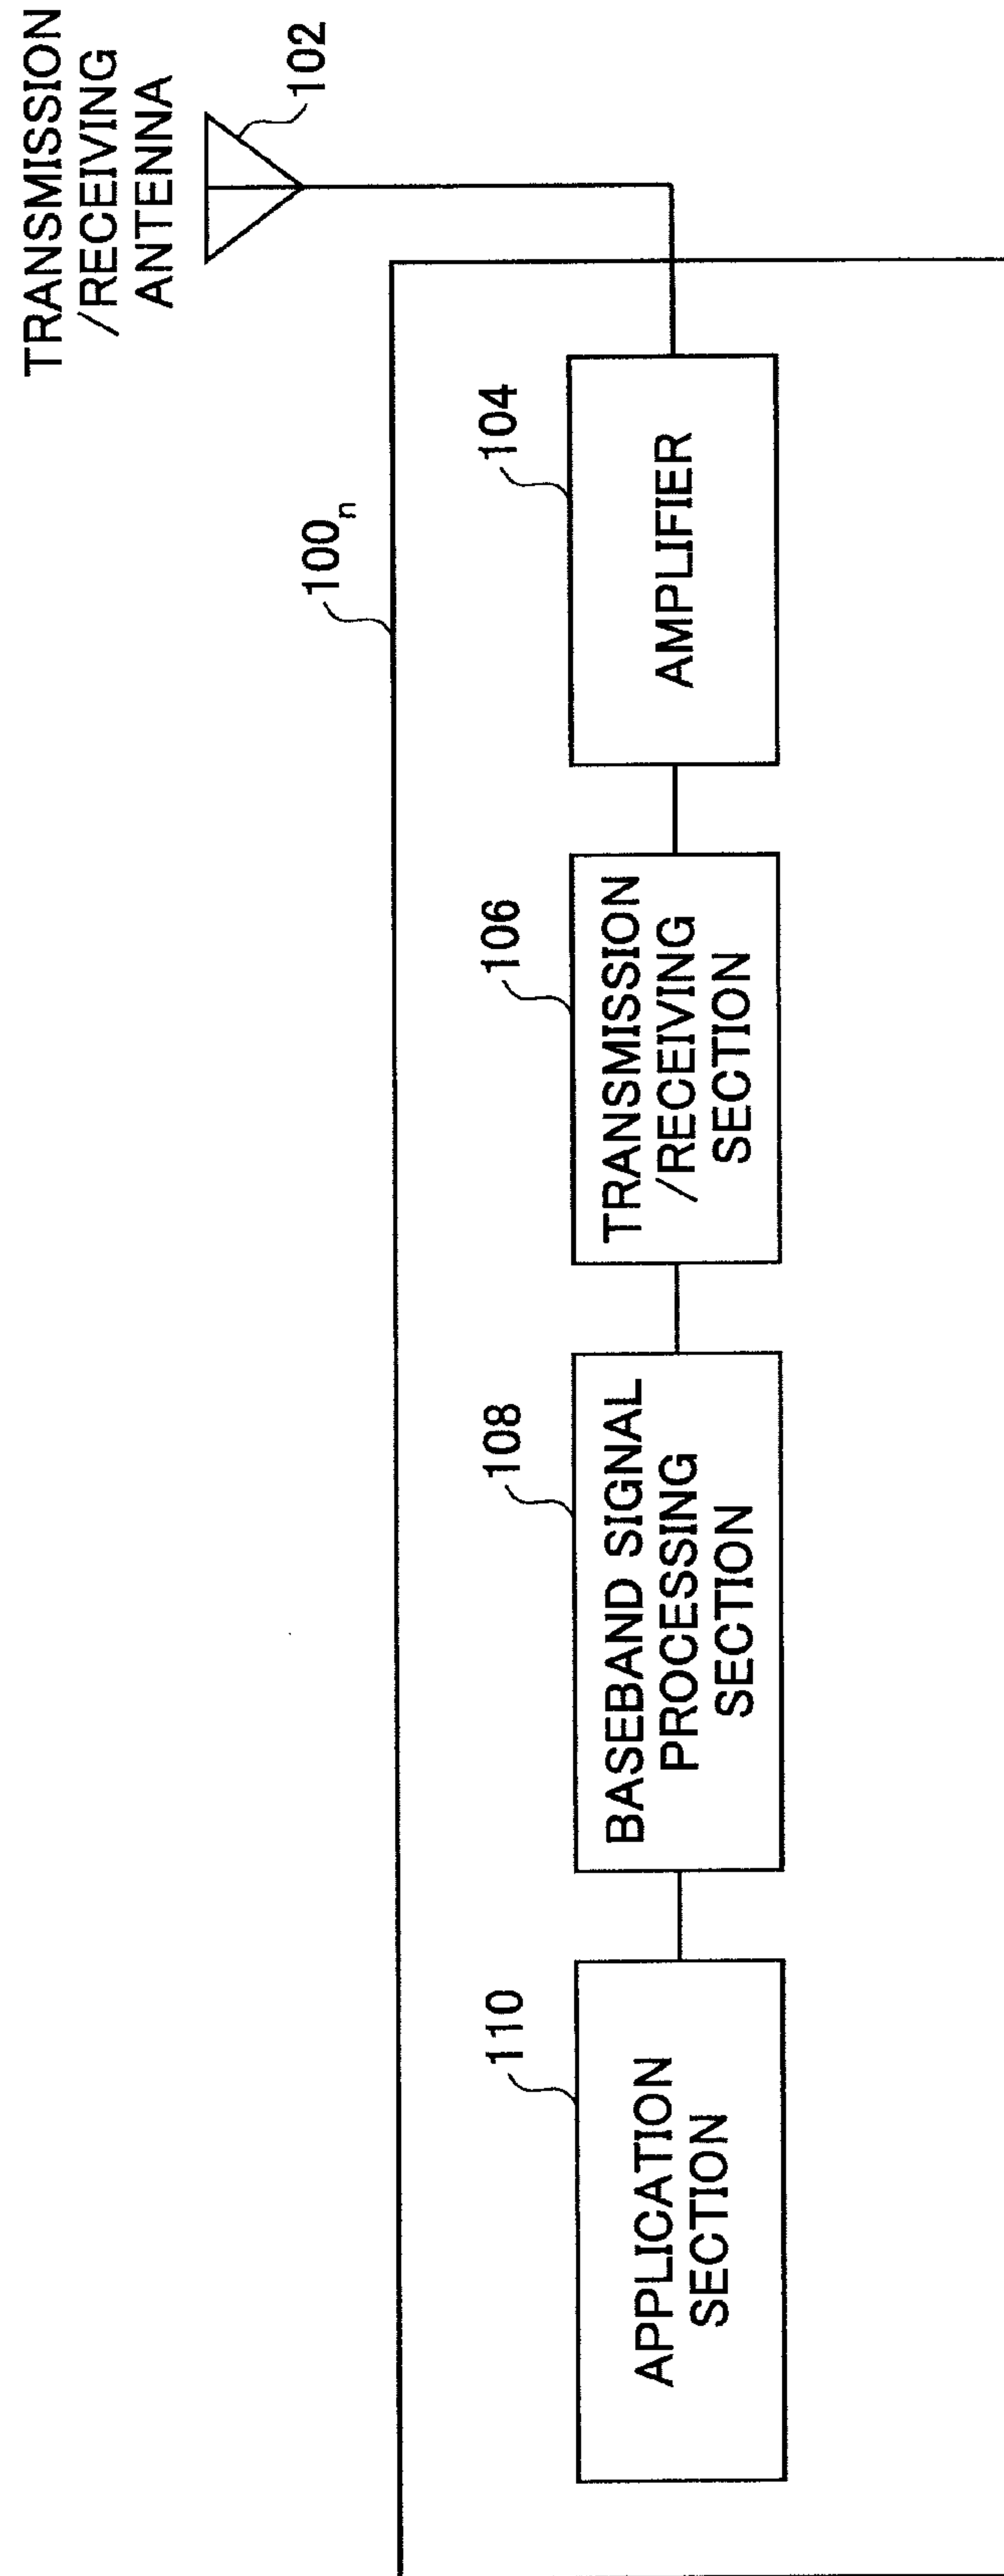 TRANSMISSION
/RECEIVING
ANTENNA
102
100n
110
APPLICATION
SECTION
108
BASEBAND SIGNAL
PROCESSING
SECTION
106
TRANSMISSION
/RECEIVING
SECTION
104
AMPLIFIER